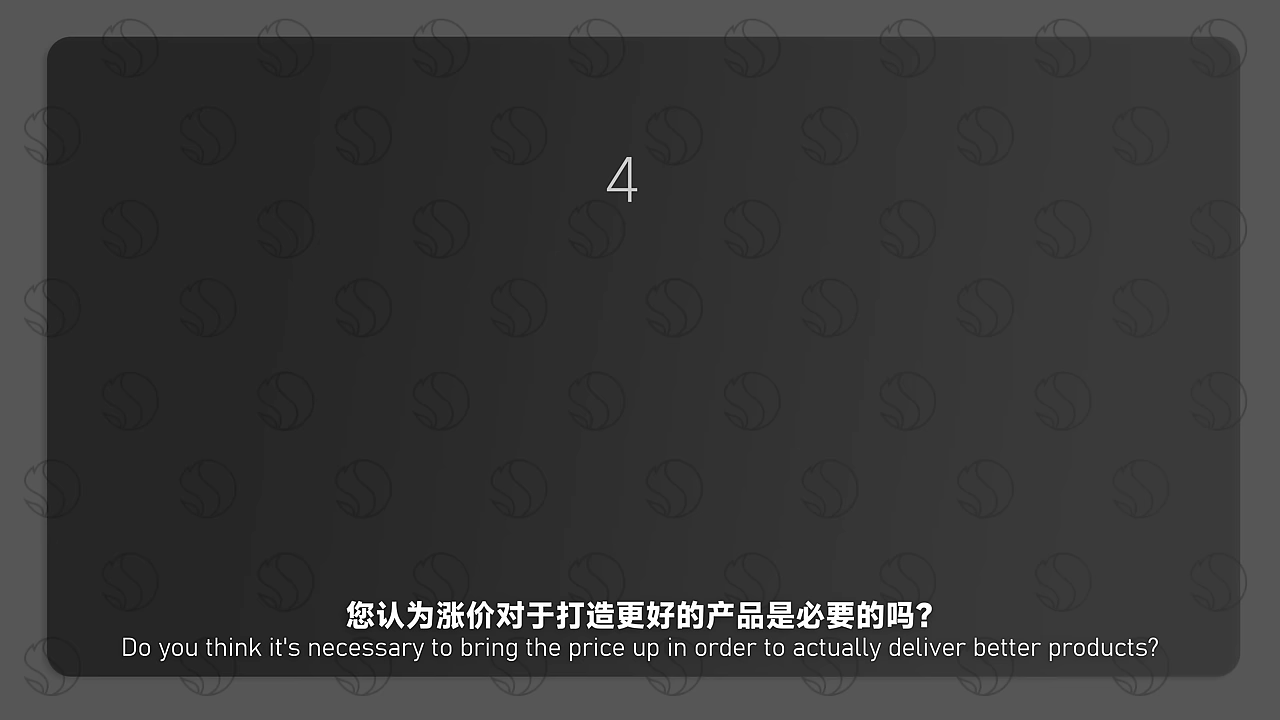 4
您认为涨价对于打造更好的产品是必要的吗?
Do you think it's necessary to bring the price up in order to actually deliver better products?